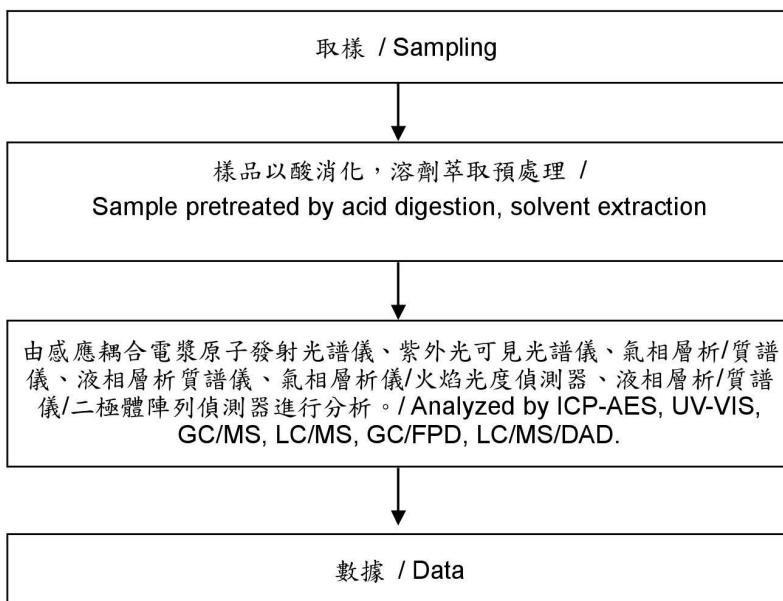 取樣 / Sampling
樣品以酸消化，溶劑萃取預處理 /
Sample pretreated by acid digestion, solvent extraction
由感應耦合電漿原子發射光譜儀、紫外光可見光譜儀、氣相層析/質譜
儀、液相層析質譜儀、氣相層析儀/火焰光度偵測器、液相層析/質譜
儀/二極體陣列偵測器進行分析。/ Analyzed by ICP-AES, UV-VIS,
GC/MS, LC/MS, GC/FPD, LC/MS/DAD.
數據 / Data